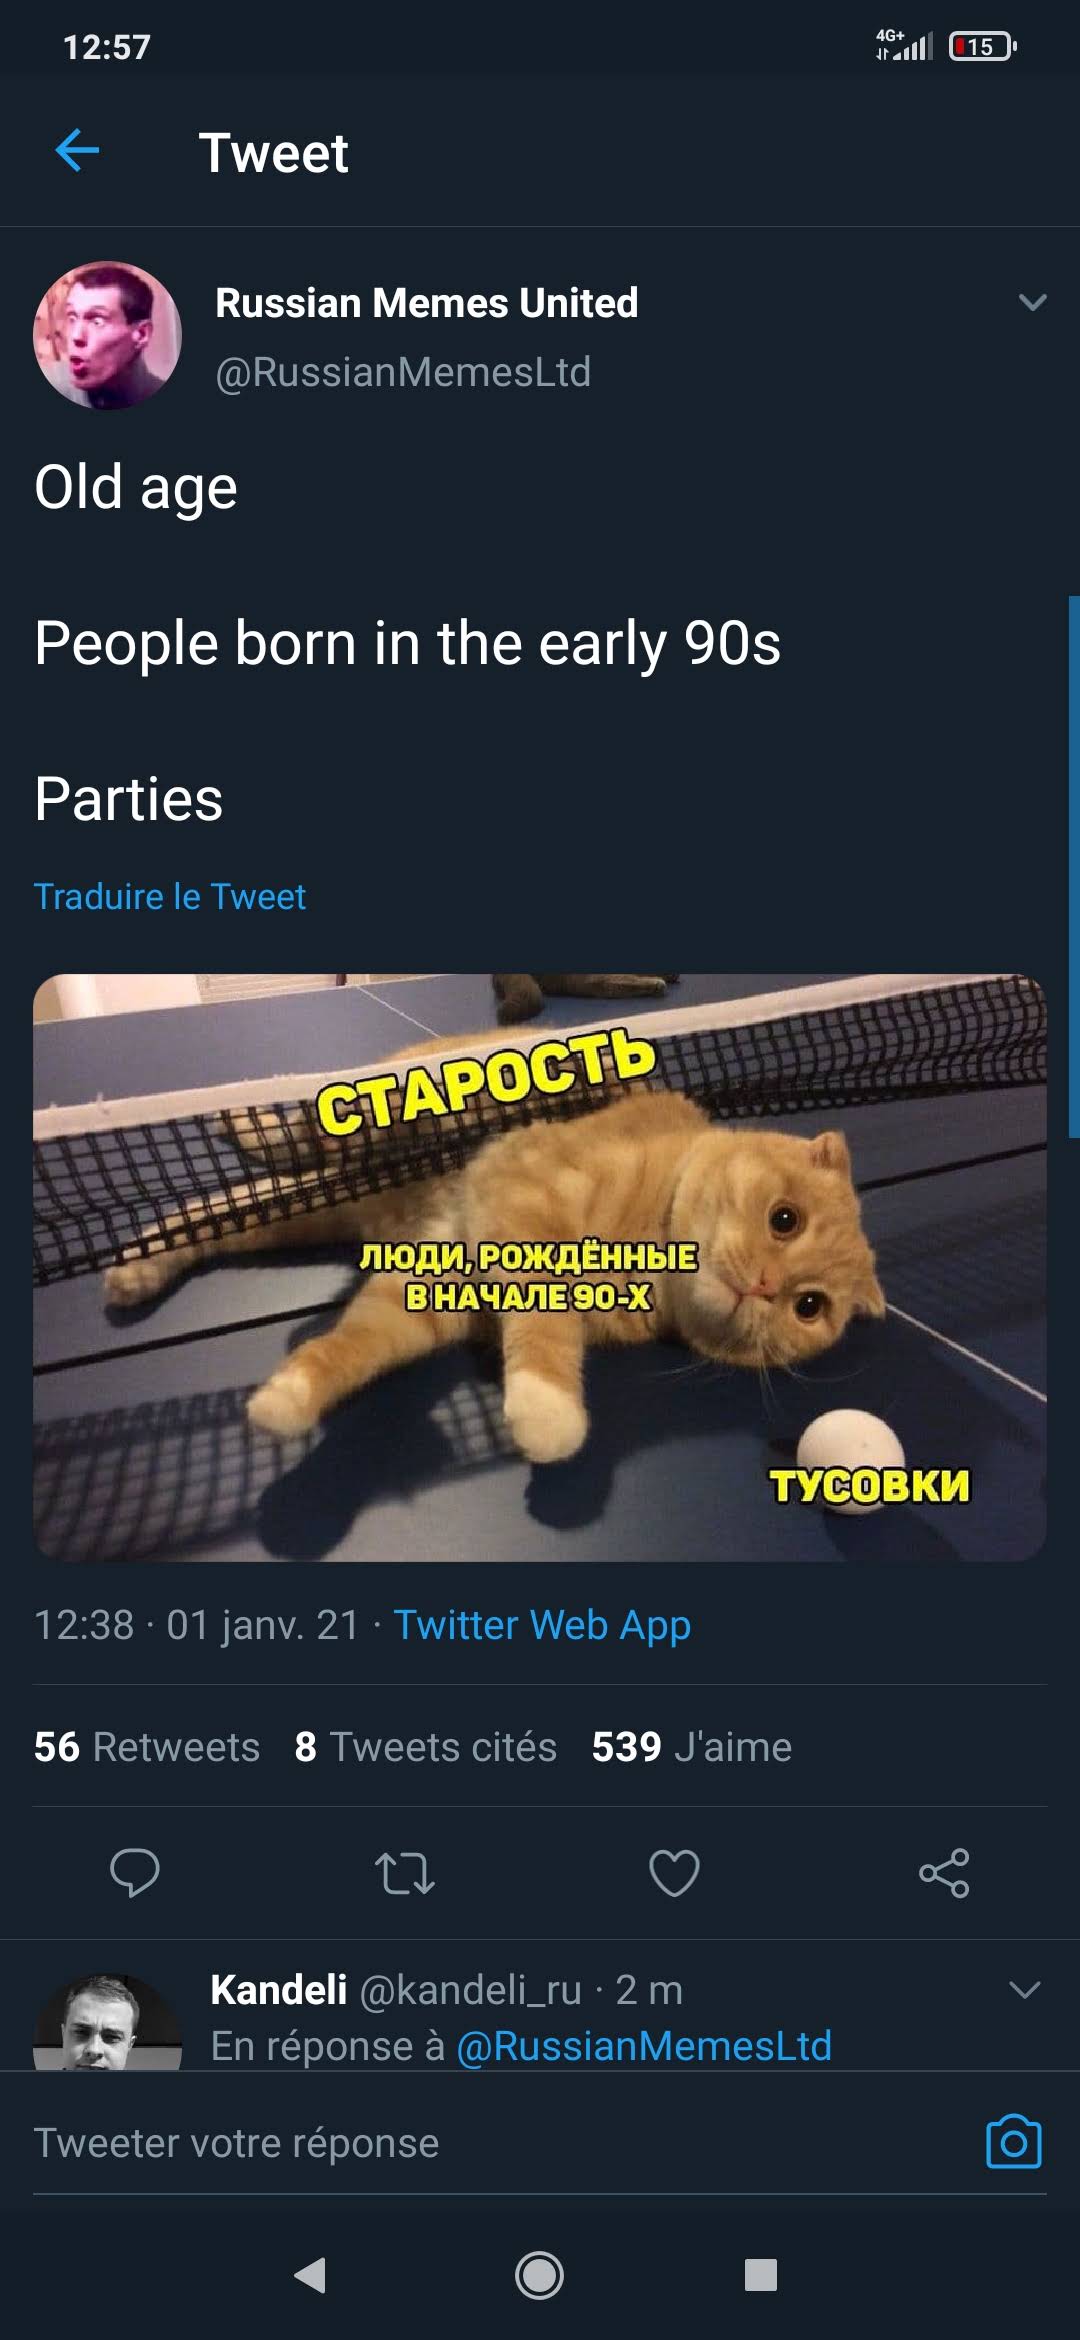 12:57
4G+
15
Tweet
Russian Memes United
@RussianMemesLtd
Old age
People born in the early 90s
Parties
Traduire le Tweet
СТАРОСТЬ
ЛЮДИ, РОЖДЁННЫЕ
В НАЧАЛЕ 90-Х
ТУСОВКИ
12:38 · 01 janv. 21 · Twitter Web App
56 Retweets 8 Tweets cités 539 J'aime
Kandeli @kandeli_ru · 2 m
En réponse à @RussianMemesLtd
Tweeter votre réponse